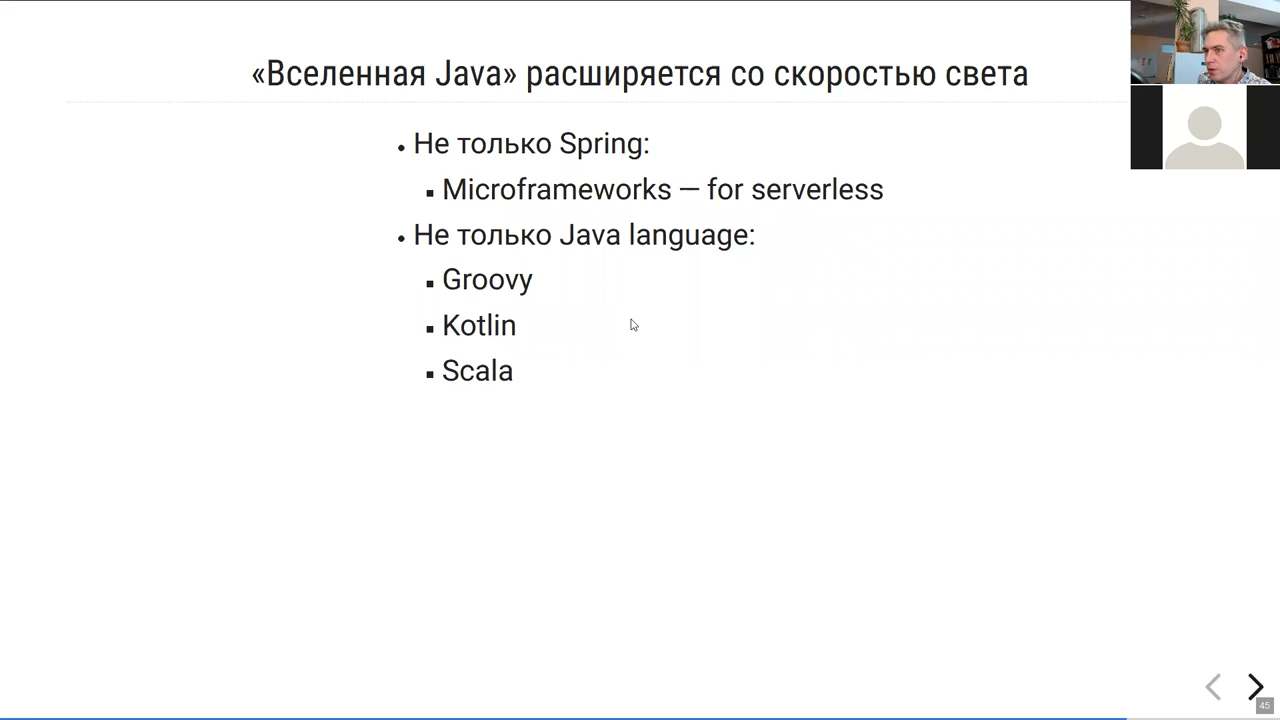 «Вселенная Java» расширяется со скоростью света
Не только Spring:
Microframeworks — for serverless
Не только Java language:
Groovy
Kotlin
Scala
45